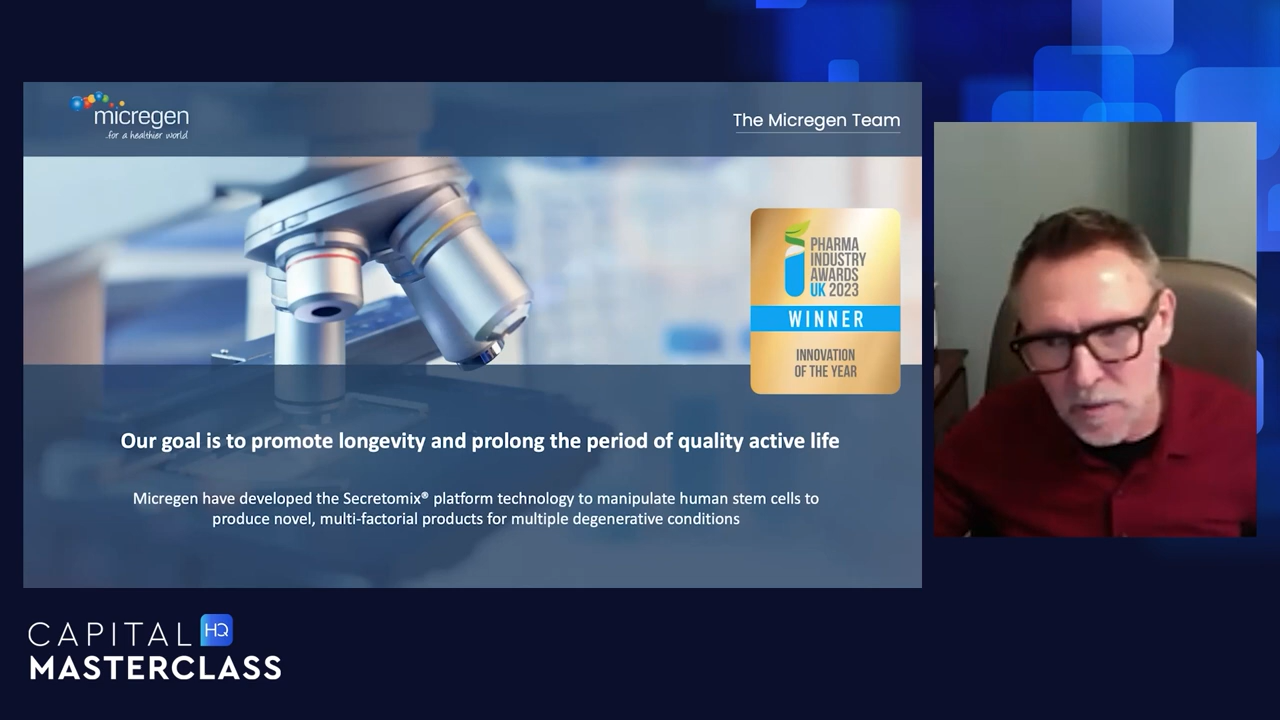 micregen
..for a healthier world
The Micregen Team
PHARMA
INDUSTRY
AWARDS
UK 2023
WINNER
INNOVATION
OF THE YEAR
Our goal is to promote longevity and prolong the period of quality active life
Micregen have developed the Secretomix® platform technology to manipulate human stem cells to
produce novel, multi-factorial products for multiple degenerative conditions
CAPITAL HQ
MASTERCLASS